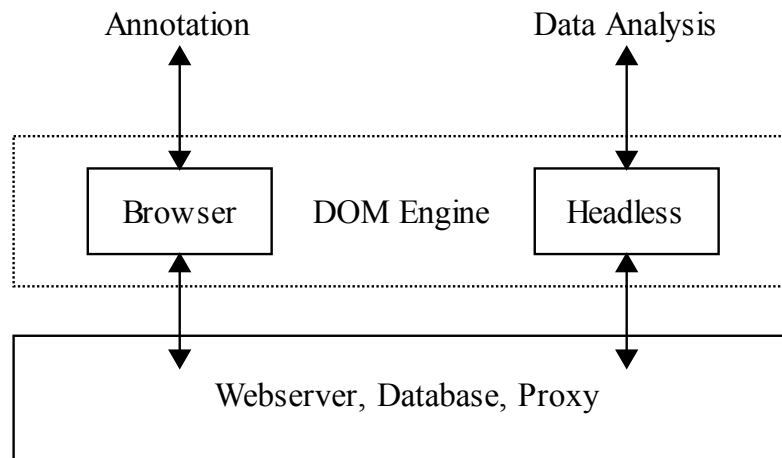 Annotation Data Analysis
Browser DOM Engine Headless
Webserver, Database, Proxy